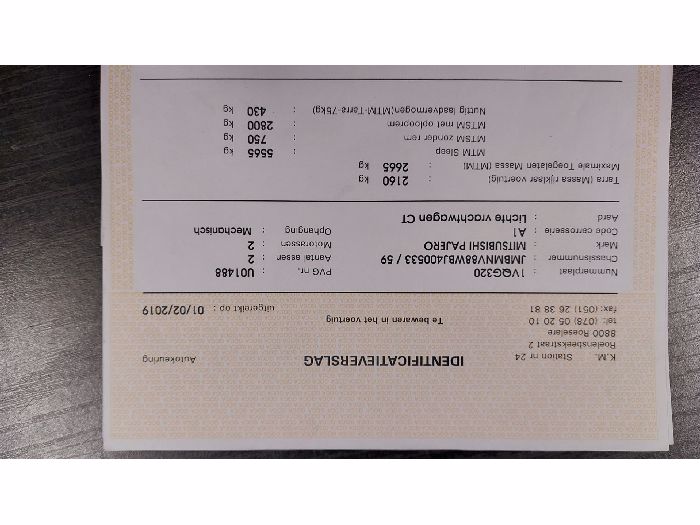 K.M. Station nr 24 IDENTIFICATIEVERSLAG Autokeuring
Roelensbeekstraat 2
8800 Roeselare
tel: (078) 05 20 10 Te bewaren in het voertuig
fax: (051) 26 38 81 uitgereikt op : 01/02/2019
Nummerplaat : 1VQG320 PVG nr. : U01488
Chassisnummer : JMBMNV88WBJ400533 / 59 Aantal assen : 2
Merk : MITSUBISHI PAJERO Motorassen : 2
Code carrosserie : A1 Ophanging : Mechanisch
Aard : Lichte vrachtwagen CT
Tarra (Massa rijklaar voertuig) : 2160 kg
Maximale Toegelaten Massa (MTM) : 2665 kg
MTM Sleep : 5565 kg
MTSM zonder rem : 750 kg
MTSM met oplooprem : 2800 kg
Nuttig laadvermogen(MTM-Tarra-75kg) : 430 kg